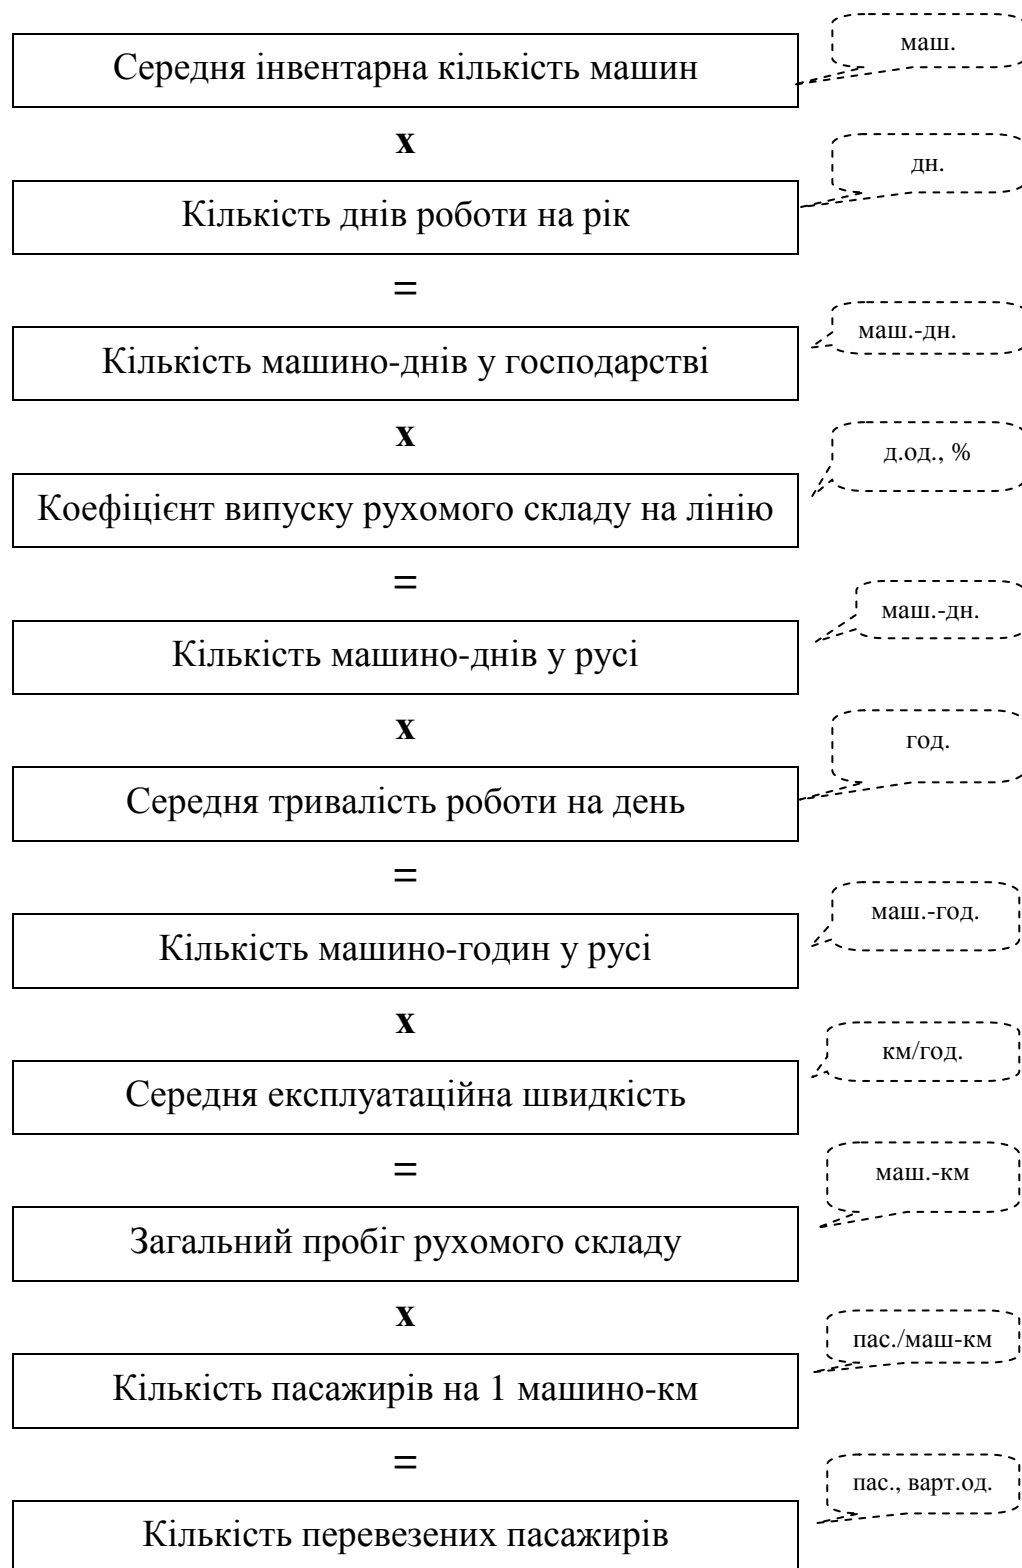 маш.
Середня інвентарна кількість машин
x
дн.
Кількість днів роботи на рік
=
маш.-дн.
Кількість машино-днів у господарстві
x
д.од., %
Коефіцієнт випуску рухомого складу на лінію
=
маш.-дн.
Кількість машино-днів у русі
x
год.
Середня тривалість роботи на день
=
маш.-год.
Кількість машино-годин у русі
x
км/год.
Середня експлуатаційна швидкість
=
маш.-км
Загальний пробіг рухомого складу
x
пас./маш-км
Кількість пасажирів на 1 машино-км
=
пас., варт.од.
Кількість перевезених пасажирів